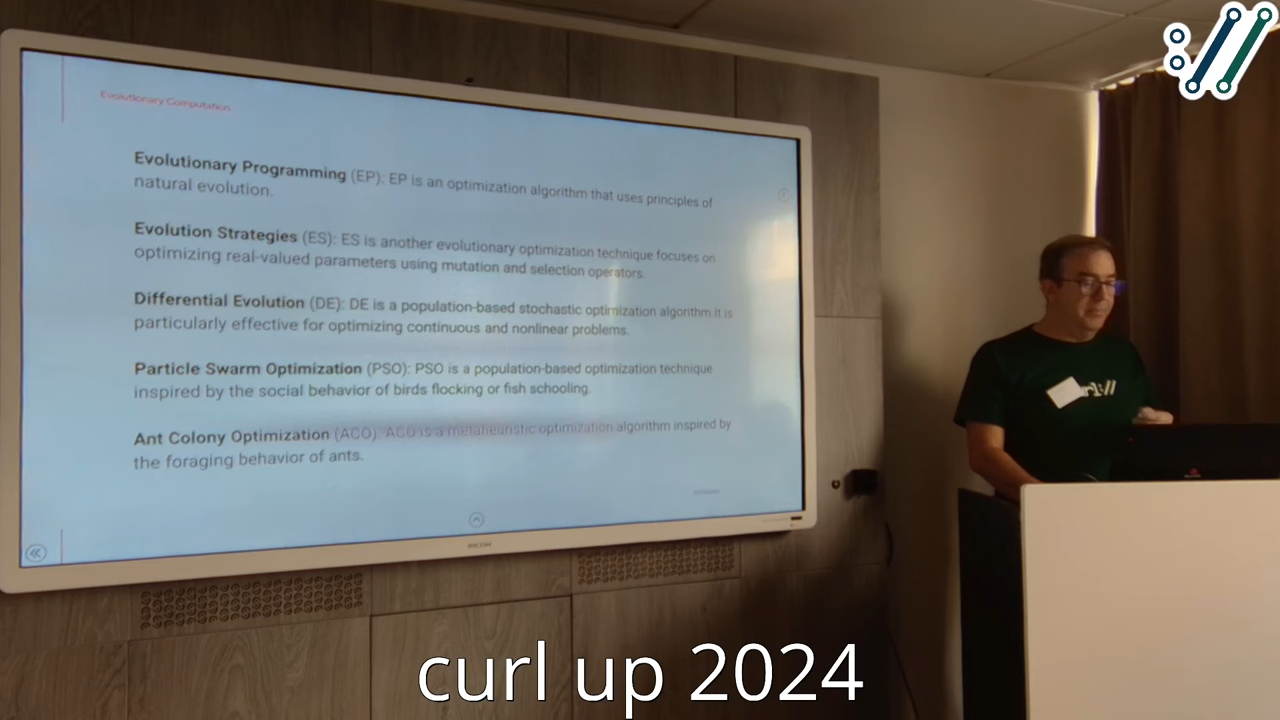 Evolutionary Computation
Evolutionary Programming (EP): EP is an optimization algorithm that uses principles of
natural evolution.
Evolution Strategies (ES): ES is another evolutionary optimization technique focuses on
optimizing real-valued parameters using mutation and selection operators.
Differential Evolution (DE): DE is a population-based stochastic optimization algorithm.It is
particularly effective for optimizing continuous and nonlinear problems.
Particle Swarm Optimization (PSO): PSO is a population-based optimization technique
inspired by the social behavior of birds flocking or fish schooling.
Ant Colony Optimization (ACO): ACO is a metaheuristic optimization algorithm inspired by
the foraging behavior of ants.
RICOH
url://
curl up 2024